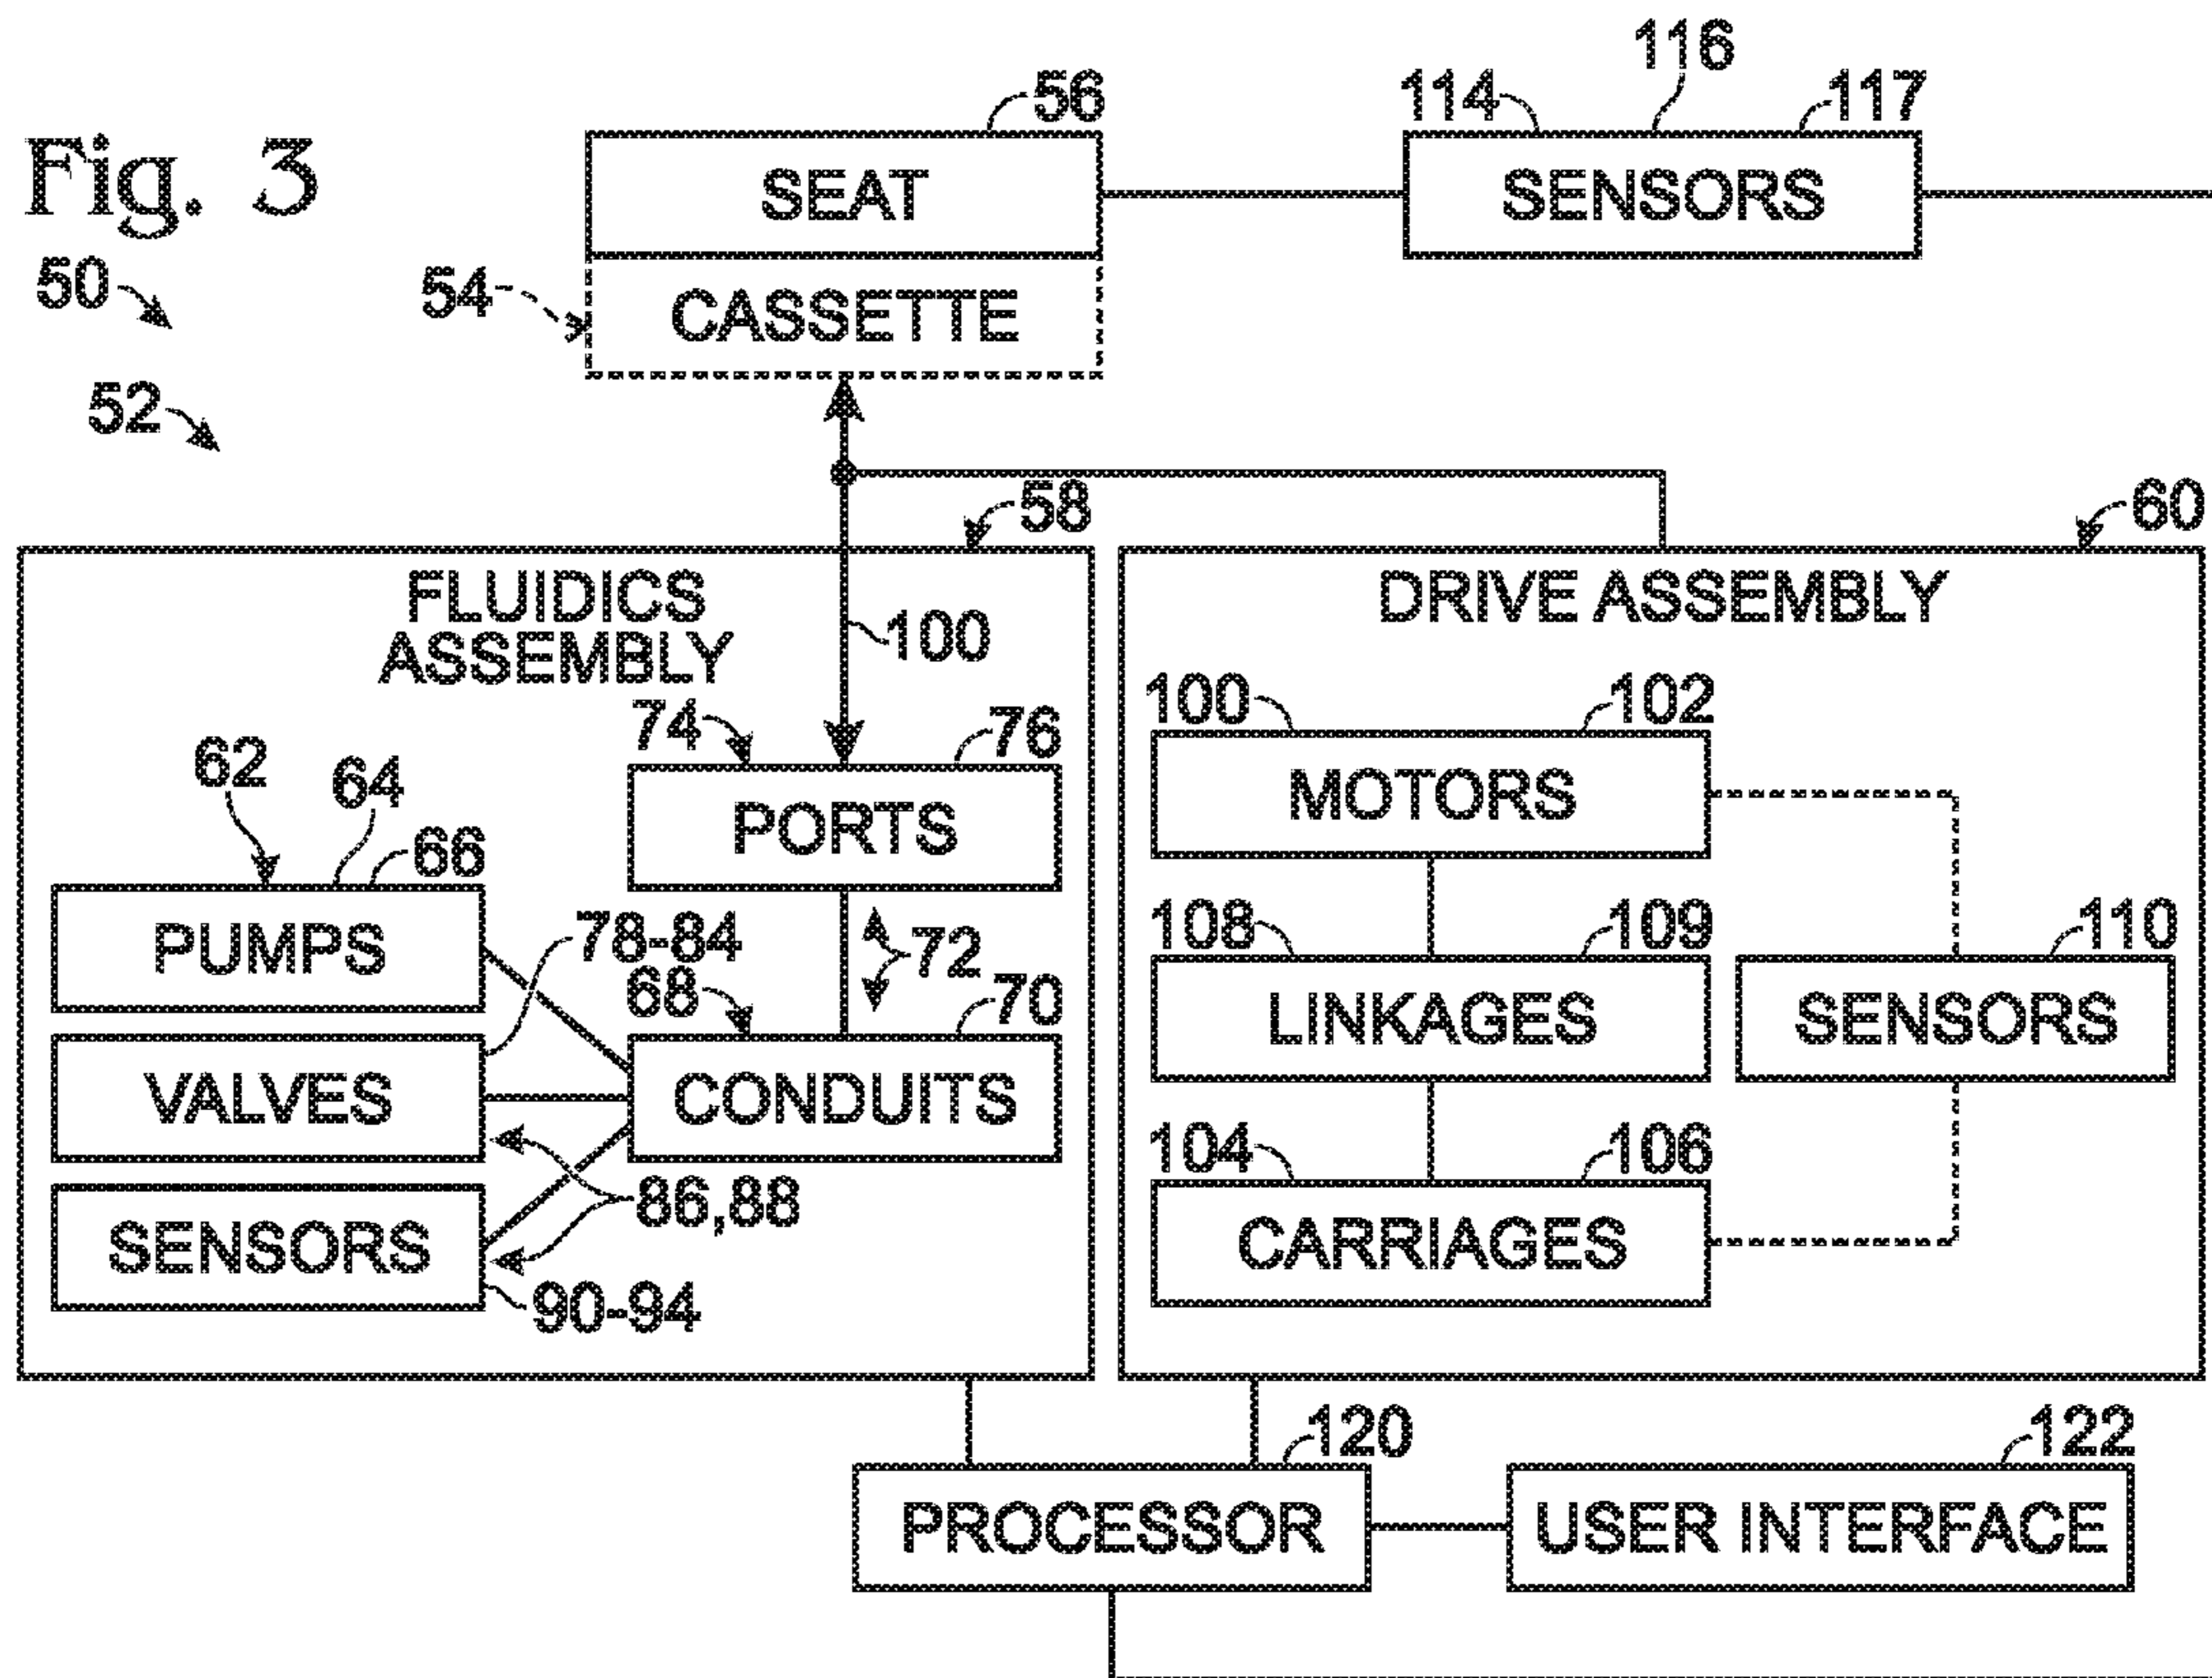 Fig. 3
50
52
56
SEAT
54
CASSETTE
114
116
117
SENSORS
58
FLUIDICS
ASSEMBLY
100
74
76
PORTS
62
64
66
PUMPS
78-84
72
68
70
VALVES
CONDUITS
86,88
SENSORS
90-94
60
DRIVE ASSEMBLY
100
102
MOTORS
108
109
110
LINKAGES
SENSORS
104
106
CARRIAGES
120
122
PROCESSOR
USER INTERFACE